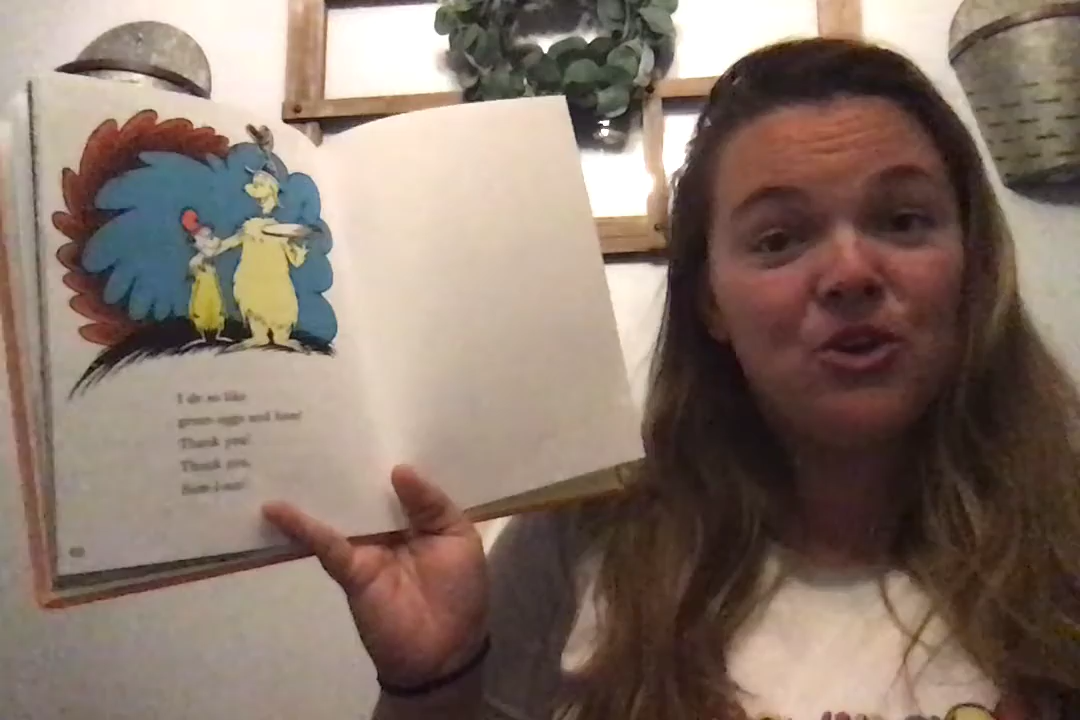 I do so like
green eggs and ham!
Thank you!
Thank you,
Sam-I-am!